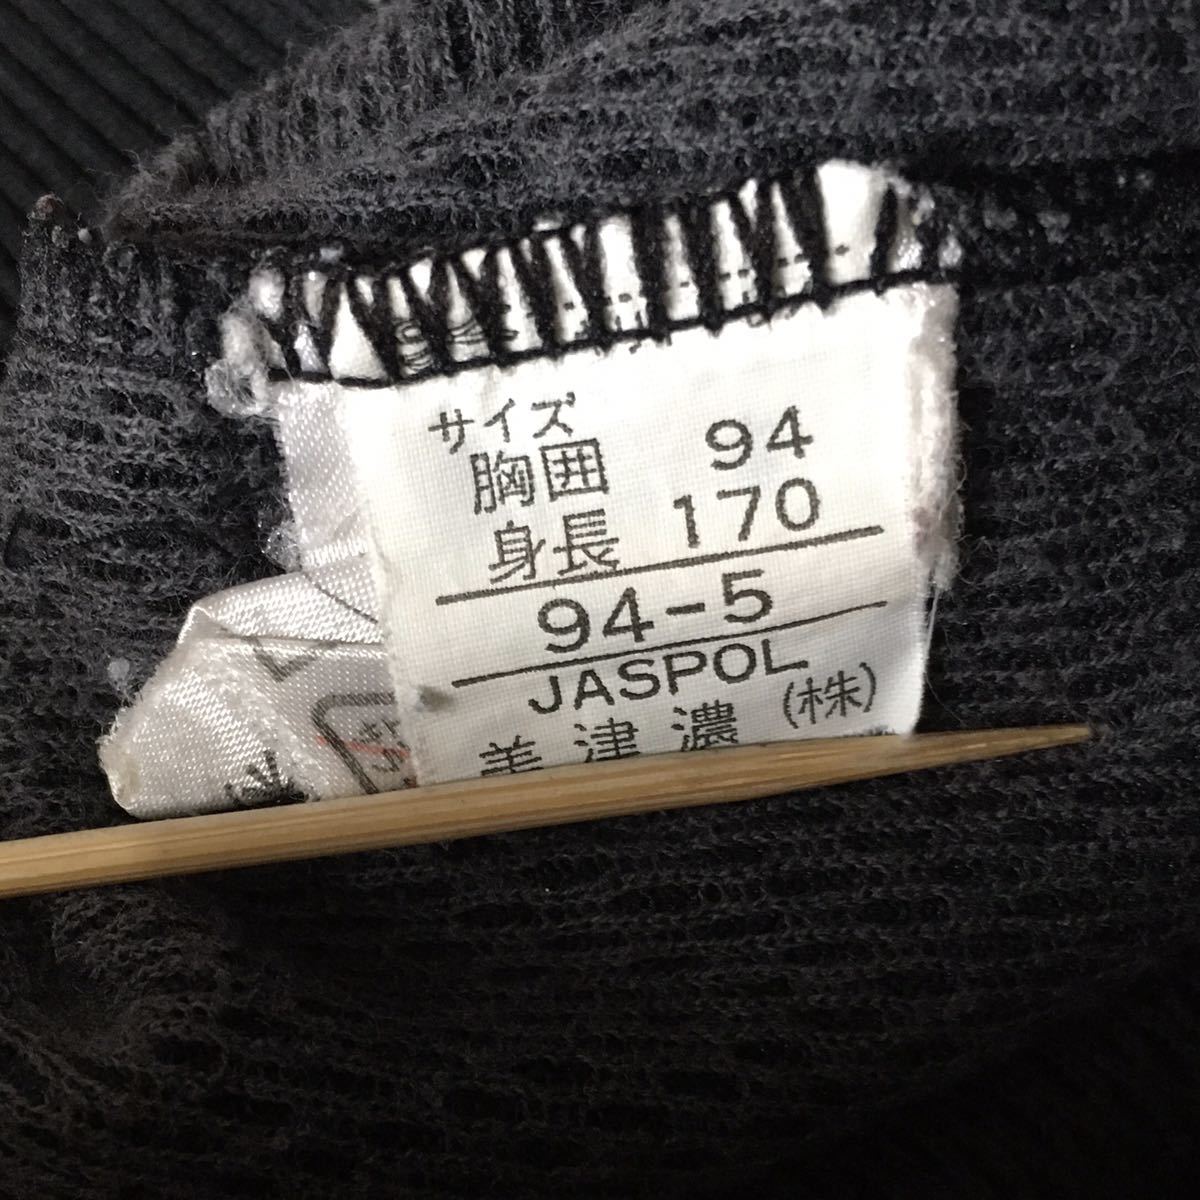 サイズ
胸囲 94
身長 170
94-5
JASPOL
美津濃(株)